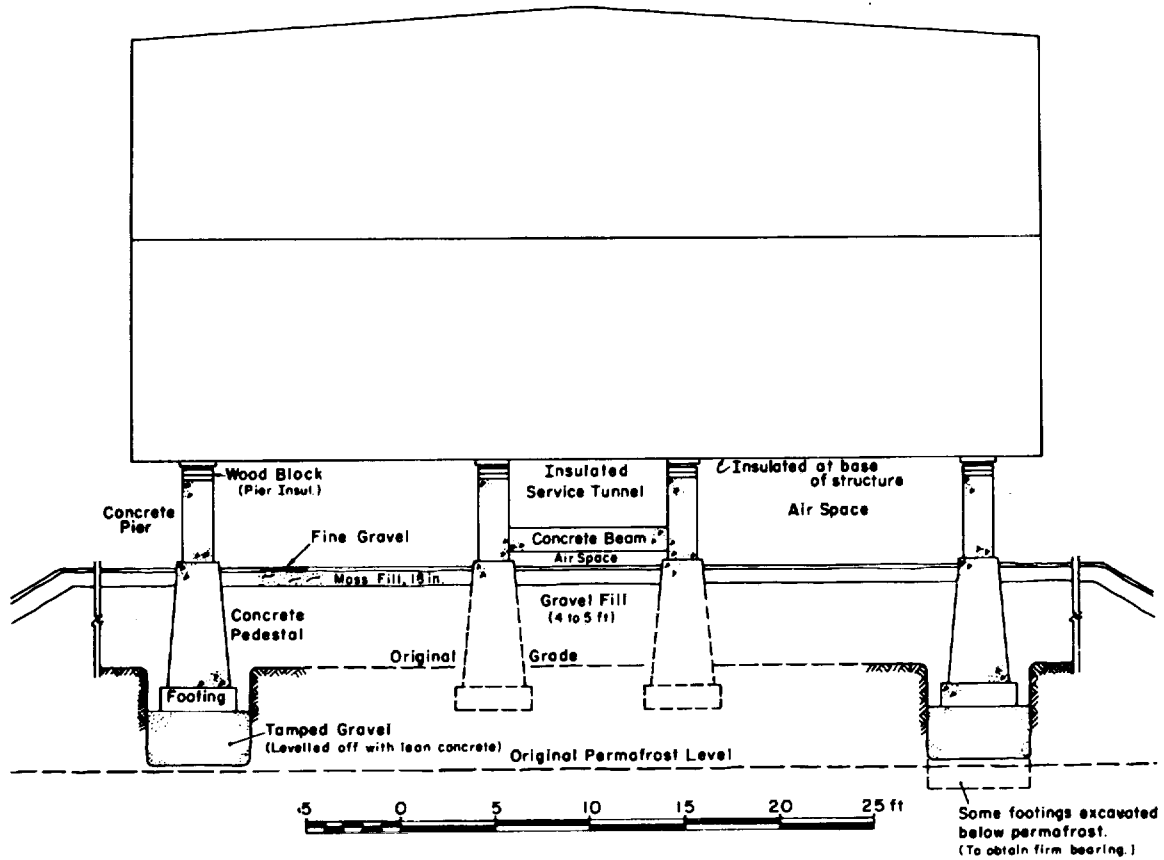 Wood Block
(Pier Insul.)
Insulated
Service Tunnel
Insulated at base
of structure
Air Space
Concrete
Pier
Fine Gravel
Concrete Beam
Air Space
Moss Fill, 18 in.
Gravel Fill
(4 to 5 ft)
Concrete
Pedestal
Original Grade
Footing
Tamped Gravel
(Levelled off with lean concrete)
Original Permafrost Level
5 0 5 10 15 20 25 ft
Some footings excavated
below permafrost.
(To obtain firm bearing.)